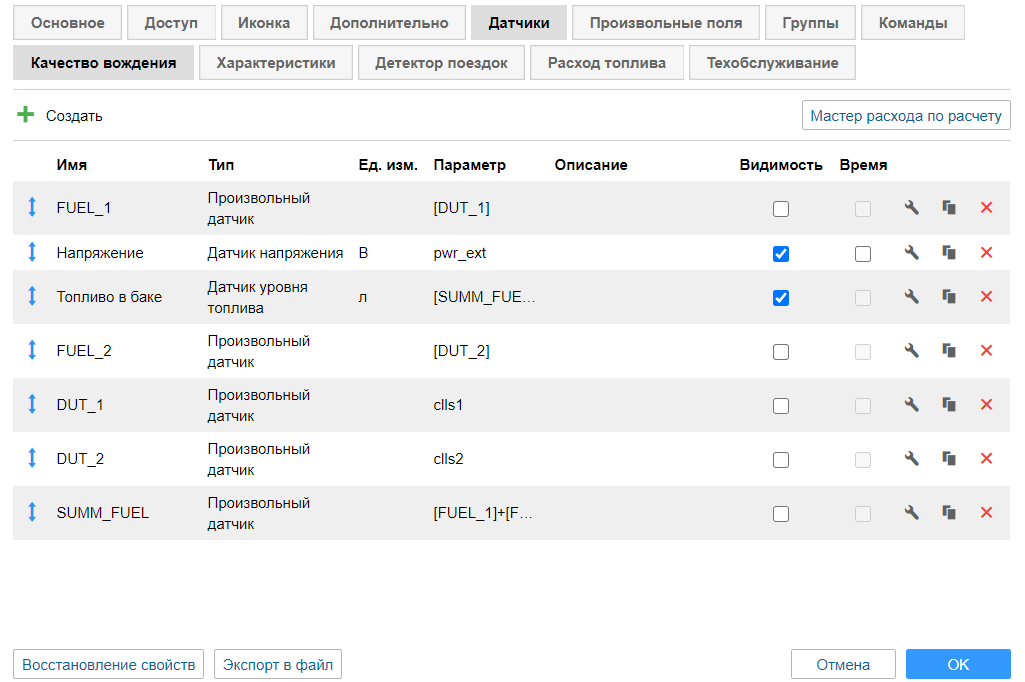 Основное Доступ Иконка Дополнительно Датчики Произвольные поля Группы Команды
Качество вождения Характеристики Детектор поездок Расход топлива Техобслуживание
Создать Мастер расхода по расчету
Имя Тип Ед. изм. Параметр Описание Видимость Время
FUEL_1 Произвольный датчик [DUT_1]
Напряжение Датчик напряжения В pwr_ext
Топливо в баке Датчик уровня топлива л [SUMM_FUE...
FUEL_2 Произвольный датчик [DUT_2]
DUT_1 Произвольный датчик clls1
DUT_2 Произвольный датчик clls2
SUMM_FUEL Произвольный датчик [FUEL_1]+[F...
Восстановление свойств Экспорт в файл Отмена OK